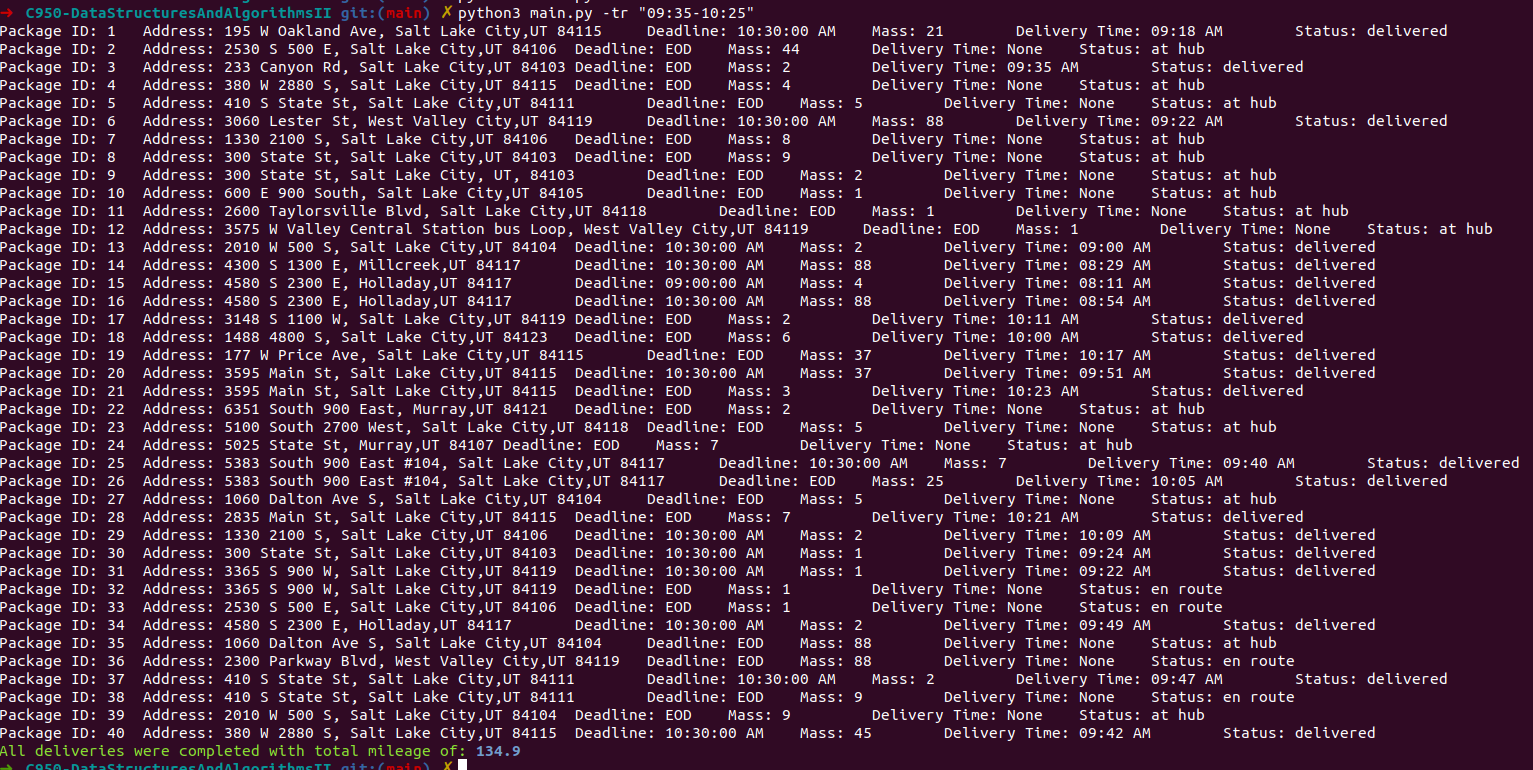 ➜ C950-DataStructuresAndAlgorithmsII git:(main) ✗ python3 main.py -tr "09:35-10:25"
Package ID: 1 Address: 195 W Oakland Ave, Salt Lake City,UT 84115 Deadline: 10:30:00 AM Mass: 21 Delivery Time: 09:18 AM Status: delivered
Package ID: 2 Address: 2530 S 500 E, Salt Lake City,UT 84106 Deadline: EOD Mass: 44 Delivery Time: None Status: at hub
Package ID: 3 Address: 233 Canyon Rd, Salt Lake City,UT 84103 Deadline: EOD Mass: 2 Delivery Time: 09:35 AM Status: delivered
Package ID: 4 Address: 380 W 2880 S, Salt Lake City,UT 84115 Deadline: EOD Mass: 4 Delivery Time: None Status: at hub
Package ID: 5 Address: 410 S State St, Salt Lake City,UT 84111 Deadline: EOD Mass: 5 Delivery Time: None Status: at hub
Package ID: 6 Address: 3060 Lester St, West Valley City,UT 84119 Deadline: 10:30:00 AM Mass: 88 Delivery Time: 09:22 AM Status: delivered
Package ID: 7 Address: 1330 2100 S, Salt Lake City,UT 84106 Deadline: EOD Mass: 8 Delivery Time: None Status: at hub
Package ID: 8 Address: 300 State St, Salt Lake City,UT 84103 Deadline: EOD Mass: 9 Delivery Time: None Status: at hub
Package ID: 9 Address: 300 State St, Salt Lake City, UT, 84103 Deadline: EOD Mass: 2 Delivery Time: None Status: at hub
Package ID: 10 Address: 600 E 900 South, Salt Lake City,UT 84105 Deadline: EOD Mass: 1 Delivery Time: None Status: at hub
Package ID: 11 Address: 2600 Taylorsville Blvd, Salt Lake City,UT 84118 Deadline: EOD Mass: 1 Delivery Time: None Status: at hub
Package ID: 12 Address: 3575 W Valley Central Station bus Loop, West Valley City,UT 84119 Deadline: EOD Mass: 1 Delivery Time: None Status: at hub
Package ID: 13 Address: 2010 W 500 S, Salt Lake City,UT 84104 Deadline: 10:30:00 AM Mass: 2 Delivery Time: 09:00 AM Status: delivered
Package ID: 14 Address: 4300 S 1300 E, Millcreek,UT 84117 Deadline: 10:30:00 AM Mass: 88 Delivery Time: 08:29 AM Status: delivered
Package ID: 15 Address: 4580 S 2300 E, Holladay,UT 84117 Deadline: 09:00:00 AM Mass: 4 Delivery Time: 08:11 AM Status: delivered
Package ID: 16 Address: 4580 S 2300 E, Holladay,UT 84117 Deadline: 10:30:00 AM Mass: 88 Delivery Time: 08:54 AM Status: delivered
Package ID: 17 Address: 3148 S 1100 W, Salt Lake City,UT 84119 Deadline: EOD Mass: 2 Delivery Time: 10:11 AM Status: delivered
Package ID: 18 Address: 1488 4800 S, Salt Lake City,UT 84123 Deadline: EOD Mass: 6 Delivery Time: 10:00 AM Status: delivered
Package ID: 19 Address: 177 W Price Ave, Salt Lake City,UT 84115 Deadline: EOD Mass: 37 Delivery Time: 10:17 AM Status: delivered
Package ID: 20 Address: 3595 Main St, Salt Lake City,UT 84115 Deadline: 10:30:00 AM Mass: 37 Delivery Time: 09:51 AM Status: delivered
Package ID: 21 Address: 3595 Main St, Salt Lake City,UT 84115 Deadline: EOD Mass: 3 Delivery Time: 10:23 AM Status: delivered
Package ID: 22 Address: 6351 South 900 East, Murray,UT 84121 Deadline: EOD Mass: 2 Delivery Time: None Status: at hub
Package ID: 23 Address: 5100 South 2700 West, Salt Lake City,UT 84118 Deadline: EOD Mass: 5 Delivery Time: None Status: at hub
Package ID: 24 Address: 5025 State St, Murray,UT 84107 Deadline: EOD Mass: 7 Delivery Time: None Status: at hub
Package ID: 25 Address: 5383 South 900 East #104, Salt Lake City,UT 84117 Deadline: 10:30:00 AM Mass: 7 Delivery Time: 09:40 AM Status: delivered
Package ID: 26 Address: 5383 South 900 East #104, Salt Lake City,UT 84117 Deadline: EOD Mass: 25 Delivery Time: 10:05 AM Status: delivered
Package ID: 27 Address: 1060 Dalton Ave S, Salt Lake City,UT 84104 Deadline: EOD Mass: 5 Delivery Time: None Status: at hub
Package ID: 28 Address: 2835 Main St, Salt Lake City,UT 84115 Deadline: EOD Mass: 7 Delivery Time: 10:21 AM Status: delivered
Package ID: 29 Address: 1330 2100 S, Salt Lake City,UT 84106 Deadline: 10:30:00 AM Mass: 2 Delivery Time: 10:09 AM Status: delivered
Package ID: 30 Address: 300 State St, Salt Lake City,UT 84103 Deadline: 10:30:00 AM Mass: 1 Delivery Time: 09:24 AM Status: delivered
Package ID: 31 Address: 3365 S 900 W, Salt Lake City,UT 84119 Deadline: 10:30:00 AM Mass: 1 Delivery Time: 09:22 AM Status: delivered
Package ID: 32 Address: 3365 S 900 W, Salt Lake City,UT 84119 Deadline: EOD Mass: 1 Delivery Time: None Status: en route
Package ID: 33 Address: 2530 S 500 E, Salt Lake City,UT 84106 Deadline: EOD Mass: 1 Delivery Time: None Status: en route
Package ID: 34 Address: 4580 S 2300 E, Holladay,UT 84117 Deadline: 10:30:00 AM Mass: 2 Delivery Time: 09:49 AM Status: delivered
Package ID: 35 Address: 1060 Dalton Ave S, Salt Lake City,UT 84104 Deadline: EOD Mass: 88 Delivery Time: None Status: at hub
Package ID: 36 Address: 2300 Parkway Blvd, West Valley City,UT 84119 Deadline: EOD Mass: 88 Delivery Time: None Status: en route
Package ID: 37 Address: 410 S State St, Salt Lake City,UT 84111 Deadline: 10:30:00 AM Mass: 2 Delivery Time: 09:47 AM Status: delivered
Package ID: 38 Address: 410 S State St, Salt Lake City,UT 84111 Deadline: EOD Mass: 9 Delivery Time: None Status: en route
Package ID: 39 Address: 2010 W 500 S, Salt Lake City,UT 84104 Deadline: EOD Mass: 9 Delivery Time: None Status: at hub
Package ID: 40 Address: 380 W 2880 S, Salt Lake City,UT 84115 Deadline: 10:30:00 AM Mass: 45 Delivery Time: 09:42 AM Status: delivered
All deliveries were completed with total mileage of: 134.9
➜ C950-DataStructuresAndAlgorithmsII git:(main) ✗